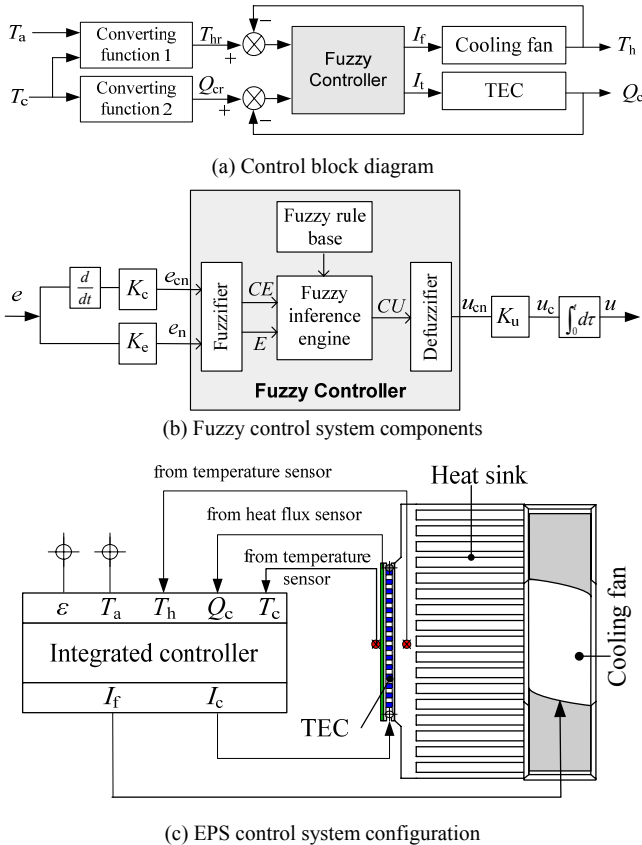 Ta
Converting function 1
Thr
+
−
Fuzzy Controller
If
Cooling fan
Th
Tc
Converting function 2
Qcr
+
−
It
TEC
Qc
(a) Control block diagram
Fuzzy rule base
e
d/dt
Kc
ecn
Ke
en
Fuzzifier
CE
E
Fuzzy inference engine
CU
Defuzzifier
ucn
Ku
uc
∫₀ᵗdτ
u
Fuzzy Controller
(b) Fuzzy control system components
from temperature sensor
Heat sink
from heat flux sensor
from temperature
sensor
ε Ta Th Qc Tc
Integrated controller
If Ic
TEC
Cooling fan
(c) EPS control system configuration